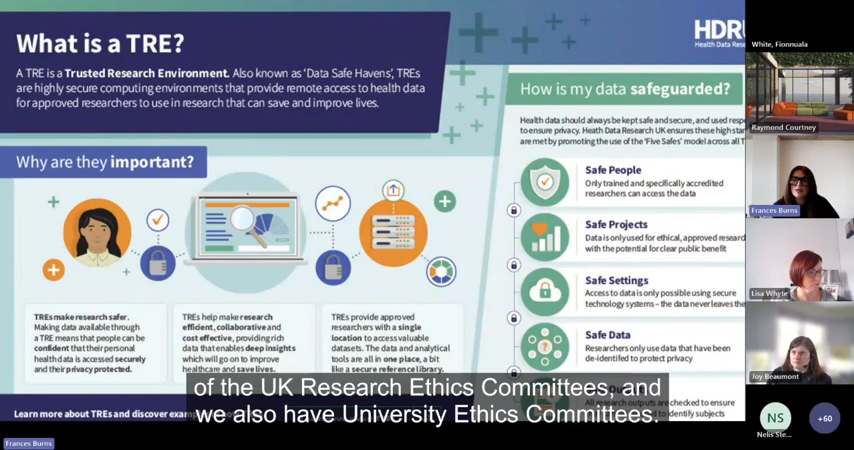 What is a TRE?
A TRE is a Trusted Research Environment. Also known as 'Data Safe Havens', TREs
are highly secure computing environments that provide remote access to health data
for approved researchers to use in research that can save and improve lives.
Why are they important?
TREs make research safer.
Making data available through
a TRE means that people can be
confident that their personal
health data is accessed securely
and their privacy protected.
TREs help make research
efficient, collaborative and
cost effective, providing rich
data that enables deep insights
which will go on to improve
healthcare and save lives.
TREs provide approved
researchers with a single
location to access valuable
datasets. The data and analytical
tools are all in one place, a bit
like a secure reference library.
Learn more about TREs and discover
HDRU
Health Data
How is my data safeguarded?
Health data should always be kept safe and secure, and used
to ensure privacy. Heath Data Research UK ensures these high
are met by promoting the use of the 'Five Safes' model across all
Safe People
Only trained and specifically accredited
researchers can access the data
Safe Projects
Data is only used for ethical, approved
with the potential for clear public benefit
Safe Settings
Access to data is only possible using secure
technology systems – the data never leaves
Safe Data
Researchers only use data that have been
de-identifed to protect privacy
All research outputs are checked to ensure
to identify subjects
of the UK Research Ethics Committees, and
we also have University Ethics Committees.
Frances Burns
White, Fionnuala
Raymond Courtney
Frances Burns
Lisa Whyte
Joy Beaumont
NS
Nelis Ste...
+60